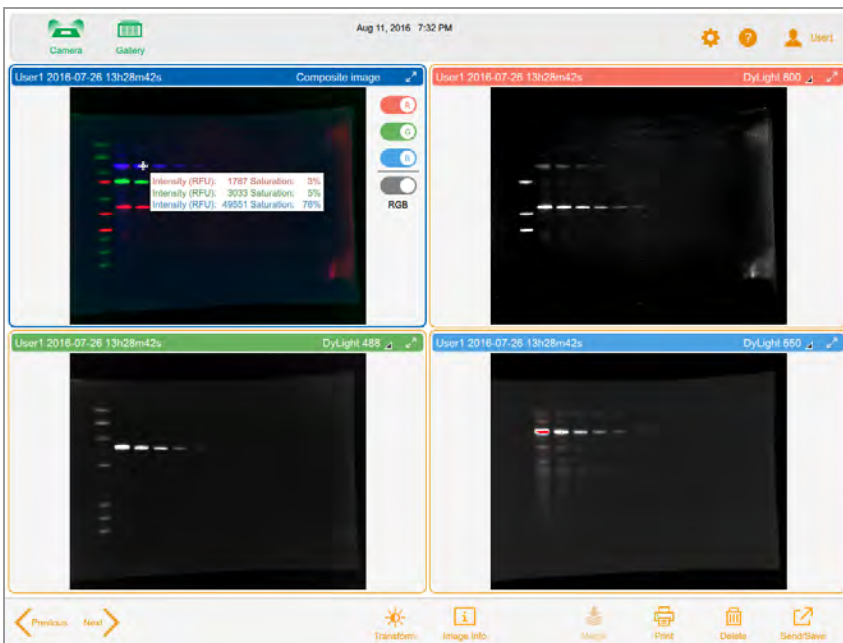 Aug 11, 2016 7:32 PM
Camera
Gallery
User1
User1 2016-07-26 13h28m42s
Composite image
User1 2016-07-26 13h28m42s
DyLight 800
R
G
B
RGB
Intensity (RFU): 1787 Saturation: 3%
Intensity (RFU): 3033 Saturation: 5%
Intensity (RFU): 49551 Saturation: 76%
User1 2016-07-26 13h28m42s
DyLight 488
User1 2016-07-26 13h28m42s
DyLight 550
Previous
Next
Transform
Image Info
Merge
Print
Delete
Send/Save